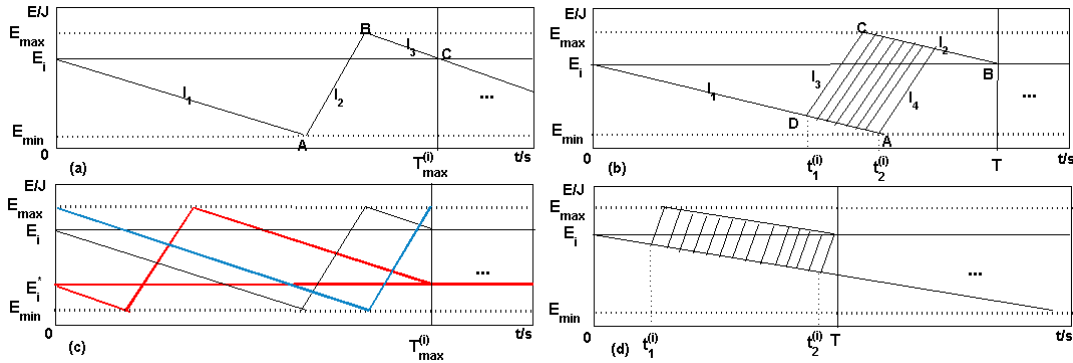 E/J
E_max
E_i
E_min
0
l_1
A
l_2
B
l_3
C
...
T_max^(i)
t/s
(a)
E/J
E_max
E_i
E_min
0
l_1
D
l_3
C
l_2
l_4
A
B
...
t_1^(i)
t_2^(i)
T
t/s
(b)
E/J
E_max
E_i
E_i^*
E_min
0
...
T_max^(i)
t/s
(c)
E/J
E_max
E_i
E_min
0
...
t_1^(i)
t_2^(i)
T
t/s
(d)